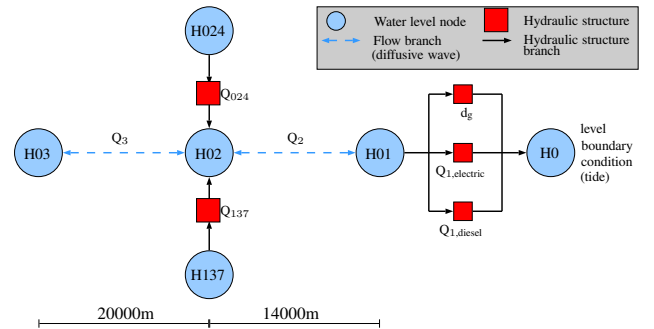 H024
Water level node
Hydraulic structure
Flow branch
(diffusive wave)
Hydraulic structure
branch
Q024
dg
H03
Q3
H02
Q2
H01
Q1,electric
H0
level
boundary
condition
(tide)
Q137
Q1,diesel
H137
20000m
14000m